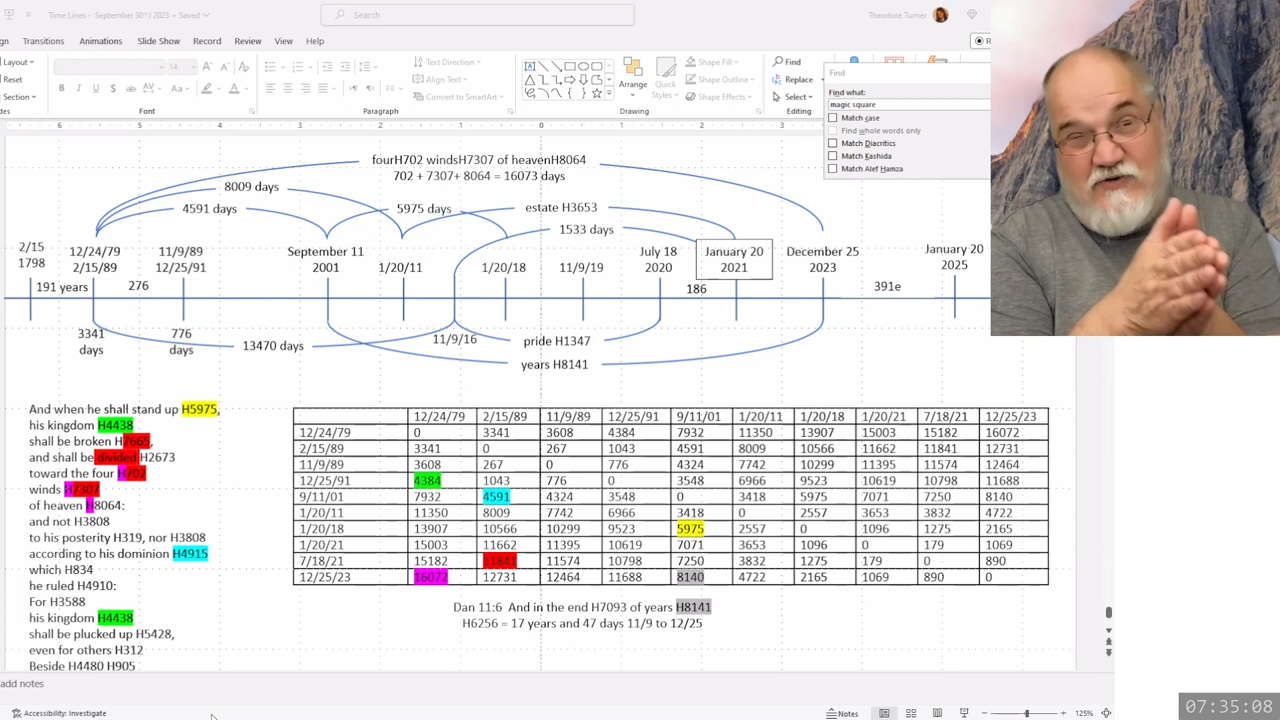 Time Lines - September 30^J 2023 • Saved
Search
Theodore Turner
gn Transitions Animations Slide Show Record Review View Help
Layout
Reset
Section
Font
Paragraph
Text Direction
Align Text
Convert to SmartArt
Arrange
Quick
Styles
Shape Fill
Shape Outline
Shape Effects
Drawing
Find
Replace
Select
Editing
Find
Find what:
magic square
Match case
Find whole words only
Match Diacritics
Match Kashida
Match Alef Hamza
6 5 4 3 2 1 0 1 2 3
fourH702 windsH7307 of heavenH8064
702 + 7307+ 8064 = 16073 days
8009 days
4591 days 5975 days estate H3653
1533 days
2/15
1798
12/24/79
2/15/89
11/9/89
12/25/91
September 11
2001
1/20/11
1/20/18
11/9/19
July 18
2020
January 20
2021
December 25
2023
January 20
2025
191 years 276 186 391e
3341
days
776
days
13470 days
11/9/16
pride H1347
years H8141
And when he shall stand up H5975,
his kingdom H4438
shall be broken H7665,
and shall be divided H2673
toward the four H702
winds H7307
of heaven H8064:
and not H3808
to his posterity H319, nor H3808
according to his dominion H4915
which H834
he ruled H4910:
For H3588
his kingdom H4438
shall be plucked up H5428,
even for others H312
Beside H4480 H905
12/24/79 2/15/89 11/9/89 12/25/91 9/11/01 1/20/11 1/20/18 1/20/21 7/18/21 12/25/23
12/24/79 0 3341 3608 4384 7932 11350 13907 15003 15182 16072
2/15/89 3341 0 267 1043 4591 8009 10566 11662 11841 12731
11/9/89 3608 267 0 776 4324 7742 10299 11395 11574 12464
12/25/91 4384 1043 776 0 3548 6966 9523 10619 10798 11688
9/11/01 7932 4591 4324 3548 0 3418 5975 7071 7250 8140
1/20/11 11350 8009 7742 6966 3418 0 2557 3653 3832 4722
1/20/18 13907 10566 10299 9523 5975 2557 0 1096 1275 2165
1/20/21 15003 11662 11395 10619 7071 3653 1096 0 179 1069
7/18/21 15182 11841 11574 10798 7250 3832 1275 179 0 890
12/25/23 16072 12731 12464 11688 8140 4722 2165 1069 890 0
Dan 11:6 And in the end H7093 of years H8141
H6256 = 17 years and 47 days 11/9 to 12/25
add notes
Accessibility: Investigate
Notes
125%
07:35:08